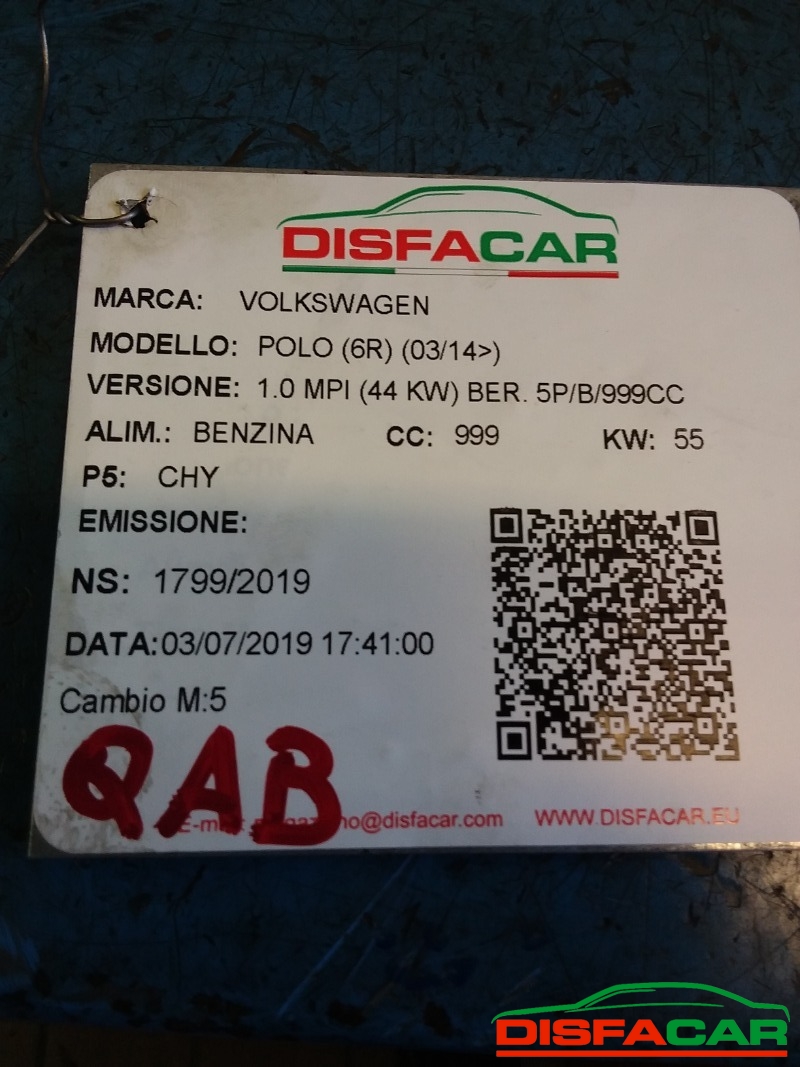 DISFACAR
MARCA: VOLKSWAGEN
MODELLO: POLO (6R) (03/14>)
VERSIONE: 1.0 MPI (44 KW) BER. 5P/B/999CC
ALIM.: BENZINA CC: 999 KW: 55
P5: CHY
EMISSIONE:
NS: 1799/2019
DATA:03/07/2019 17:41:00
Cambio M:5
QAB
@disfacar.com WWW.DISFACAR.EU
DISFACAR